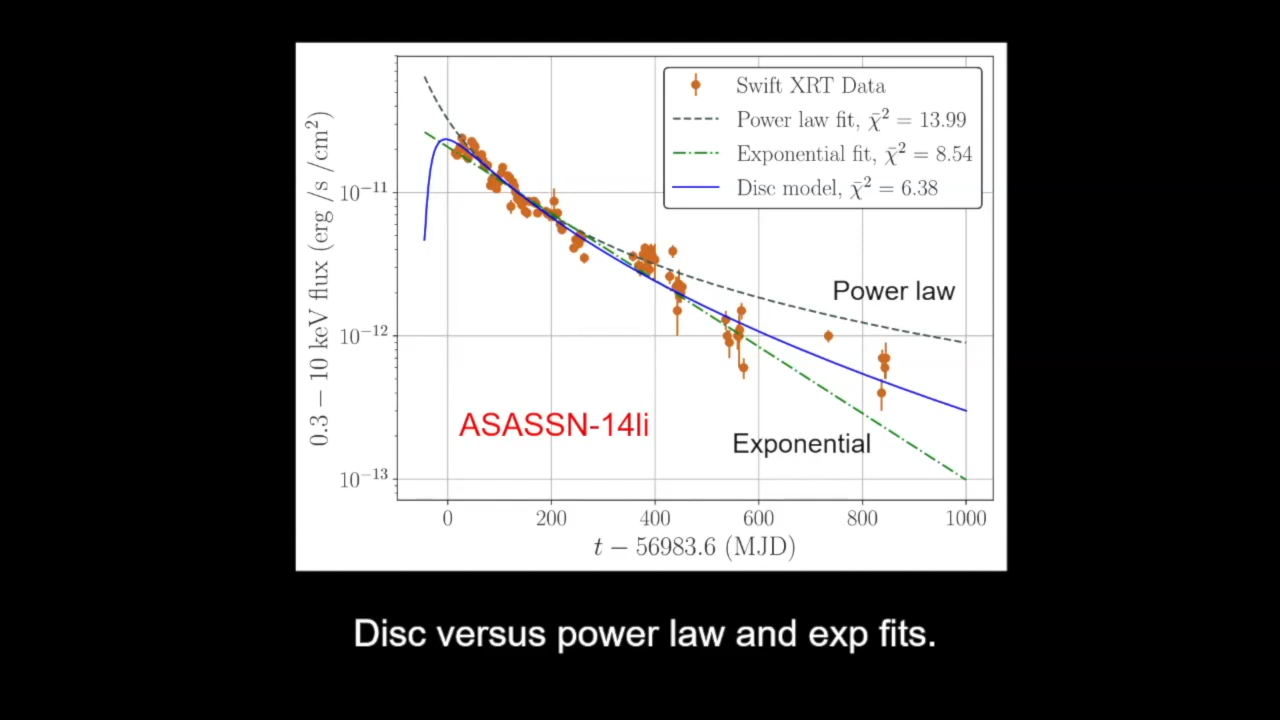 Swift XRT Data
Power law fit, χ̄² = 13.99
Exponential fit, χ̄² = 8.54
Disc model, χ̄² = 6.38
0.3 − 10 keV flux (erg /s /cm²)
10⁻¹¹
10⁻¹²
10⁻¹³
Power law
ASASSN-14li
Exponential
0 200 400 600 800 1000
t − 56983.6 (MJD)
Disc versus power law and exp fits.